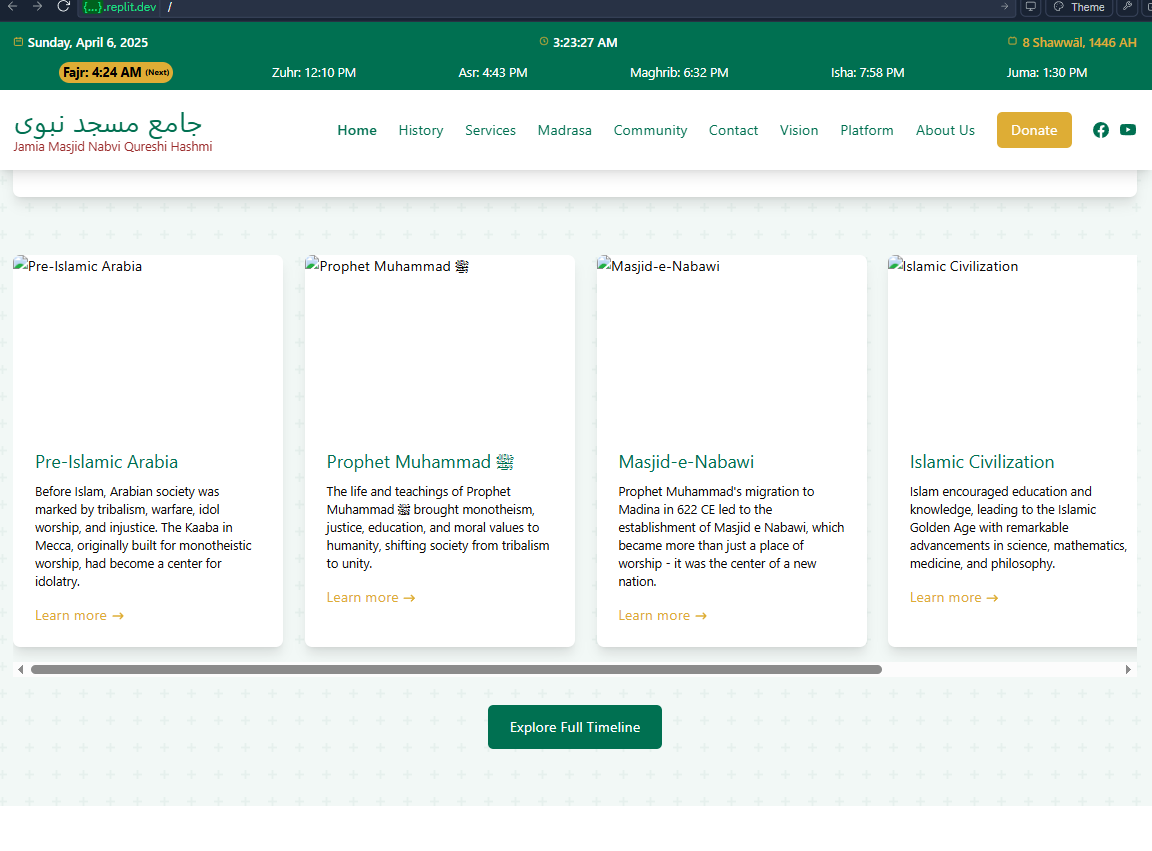 {...}.replit.dev /
Theme
Sunday, April 6, 2025
3:23:27 AM
8 Shawwāl, 1446 AH
Fajr: 4:24 AM (Next)
Zuhr: 12:10 PM
Asr: 4:43 PM
Maghrib: 6:32 PM
Isha: 7:58 PM
Juma: 1:30 PM
جامع مسجد نبوی
Jamia Masjid Nabvi Qureshi Hashmi
Home
History
Services
Madrasa
Community
Contact
Vision
Platform
About Us
Donate
Pre-Islamic Arabia
Prophet Muhammad ﷺ
Masjid-e-Nabawi
Islamic Civilization
Pre-Islamic Arabia
Before Islam, Arabian society was
marked by tribalism, warfare, idol
worship, and injustice. The Kaaba in
Mecca, originally built for monotheistic
worship, had become a center for
idolatry.
Learn more →
Prophet Muhammad ﷺ
The life and teachings of Prophet
Muhammad ﷺ brought monotheism,
justice, education, and moral values to
humanity, shifting society from tribalism
to unity.
Learn more →
Masjid-e-Nabawi
Prophet Muhammad's migration to
Madina in 622 CE led to the
establishment of Masjid e Nabawi, which
became more than just a place of
worship - it was the center of a new
nation.
Learn more →
Islamic Civilization
Islam encouraged education and
knowledge, leading to the Islamic
Golden Age with remarkable
advancements in science, mathematics,
medicine, and philosophy.
Learn more →
Explore Full Timeline